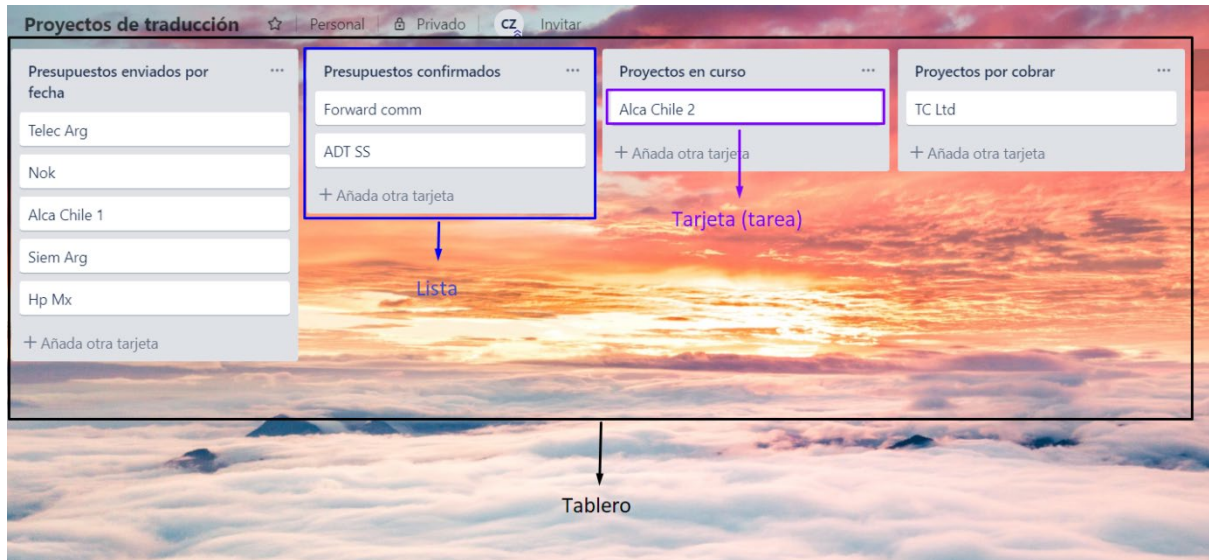 Proyectos de traducción Personal Privado CZ Invitar
Presupuestos enviados por
fecha
Telec Arg
Nok
Alca Chile 1
Siem Arg
Hp Mx
+ Añada otra tarjeta
Presupuestos confirmados
Forward comm
ADT SS
+ Añada otra tarjeta
Lista
Proyectos en curso
Alca Chile 2
+ Añada otra tarjeta
Tarjeta (tarea)
Proyectos por cobrar
TC Ltd
+ Añada otra tarjeta
Tablero